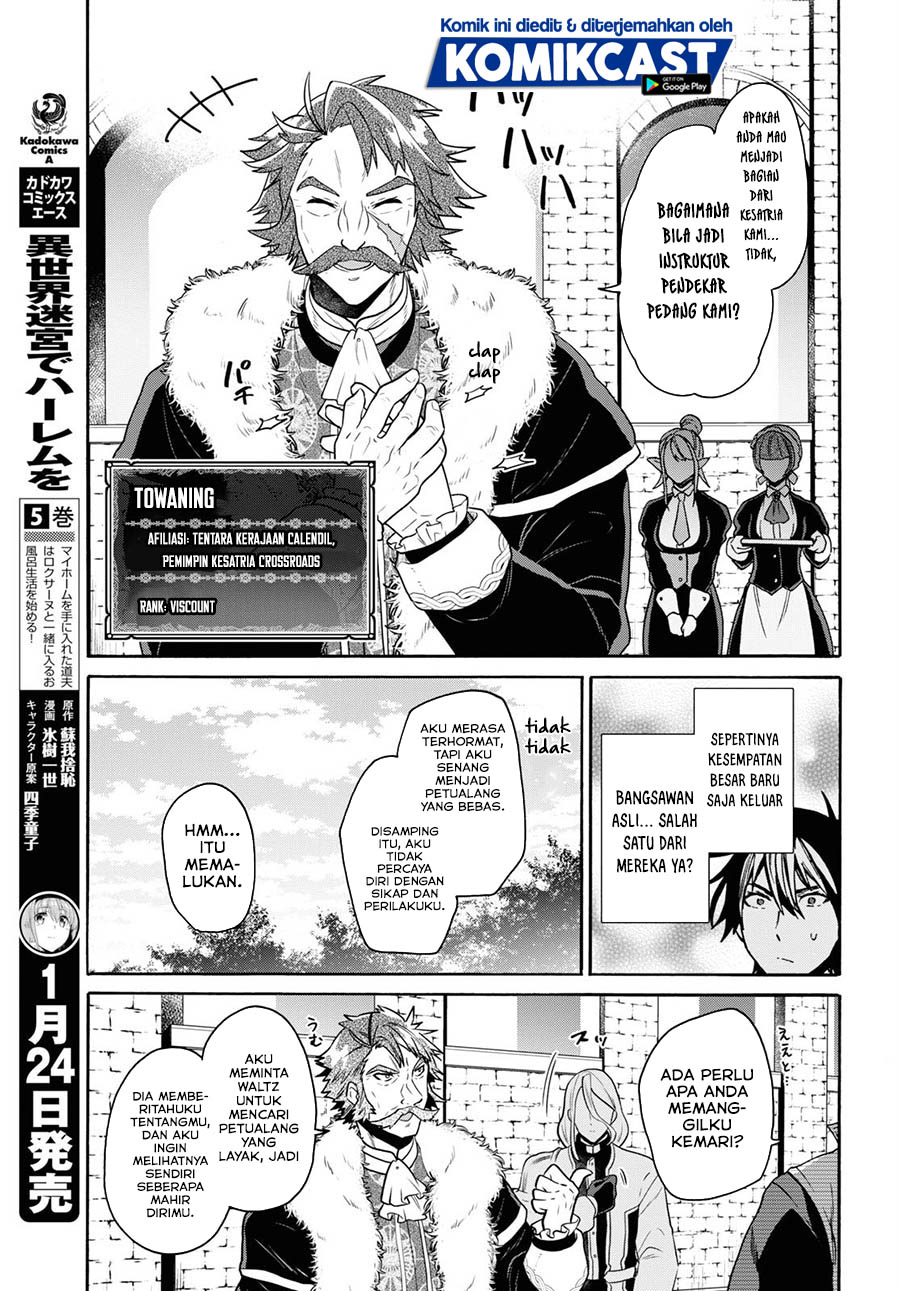 Komik ini diedit & diterjemahkan oleh
KOMIKCAST
GET IT ON
Google Play
APAKAH
ANDA MAU
MENJADI
BAGIAN
DARI
KESATRIA
KAMI...
TIDAK,
BAGAIMANA
BILA JADI
INSTRUKTUR
PENDEKAR
PEDANG KAMI?
ハッ
ハッ
clap
clap
パチ
TOWANING
AFILIASI: TENTARA KERAJAAN CALENDIL,
PEMIMPIN KESATRIA CROSSROADS
RANK: VISCOUNT
SEPERTINYA
KESEMPATAN
BESAR BARU
SAJA KELUAR
BANGSAWAN
ASLI... SALAH
SATU DARI
MEREKA YA?
tidak
tidak
AKU MERASA
TERHORMAT,
TAPI AKU
SENANG
MENJADI
PETUALANG
YANG BEBAS.
DISAMPING
ITU, AKU
TIDAK
PERCAYA
DIRI DENGAN
SIKAP DAN
PERILAKUKU.
HMM...
ITU
MEMA-
LUKAN.
ええと…
ADA PERLU
APA ANDA
MEMANG-
GILKU
KEMARI?
うむ
AKU
MEMINTA
WALTZ
UNTUK
MENCARI
PETUALANG
YANG
LAYAK, JADI
DIA MEMBE-
RITAHUKU
TENTANGMU,
DAN AKU
INGIN
MELIHATNYA
SENDIRI
SEBERAPA
MAHIR
DIRIMU.
Kadokawa
Comics
A
カドカワ
コミックス
エース
異世界迷宮でハーレムを
5巻
マイホームを手に入れた道夫
はロクサーヌと一緒に入るお
風呂生活を始める！
原作 蘇我捨恥
漫画 氷樹一世
キャラクター原案 四季童子
1月24日発売